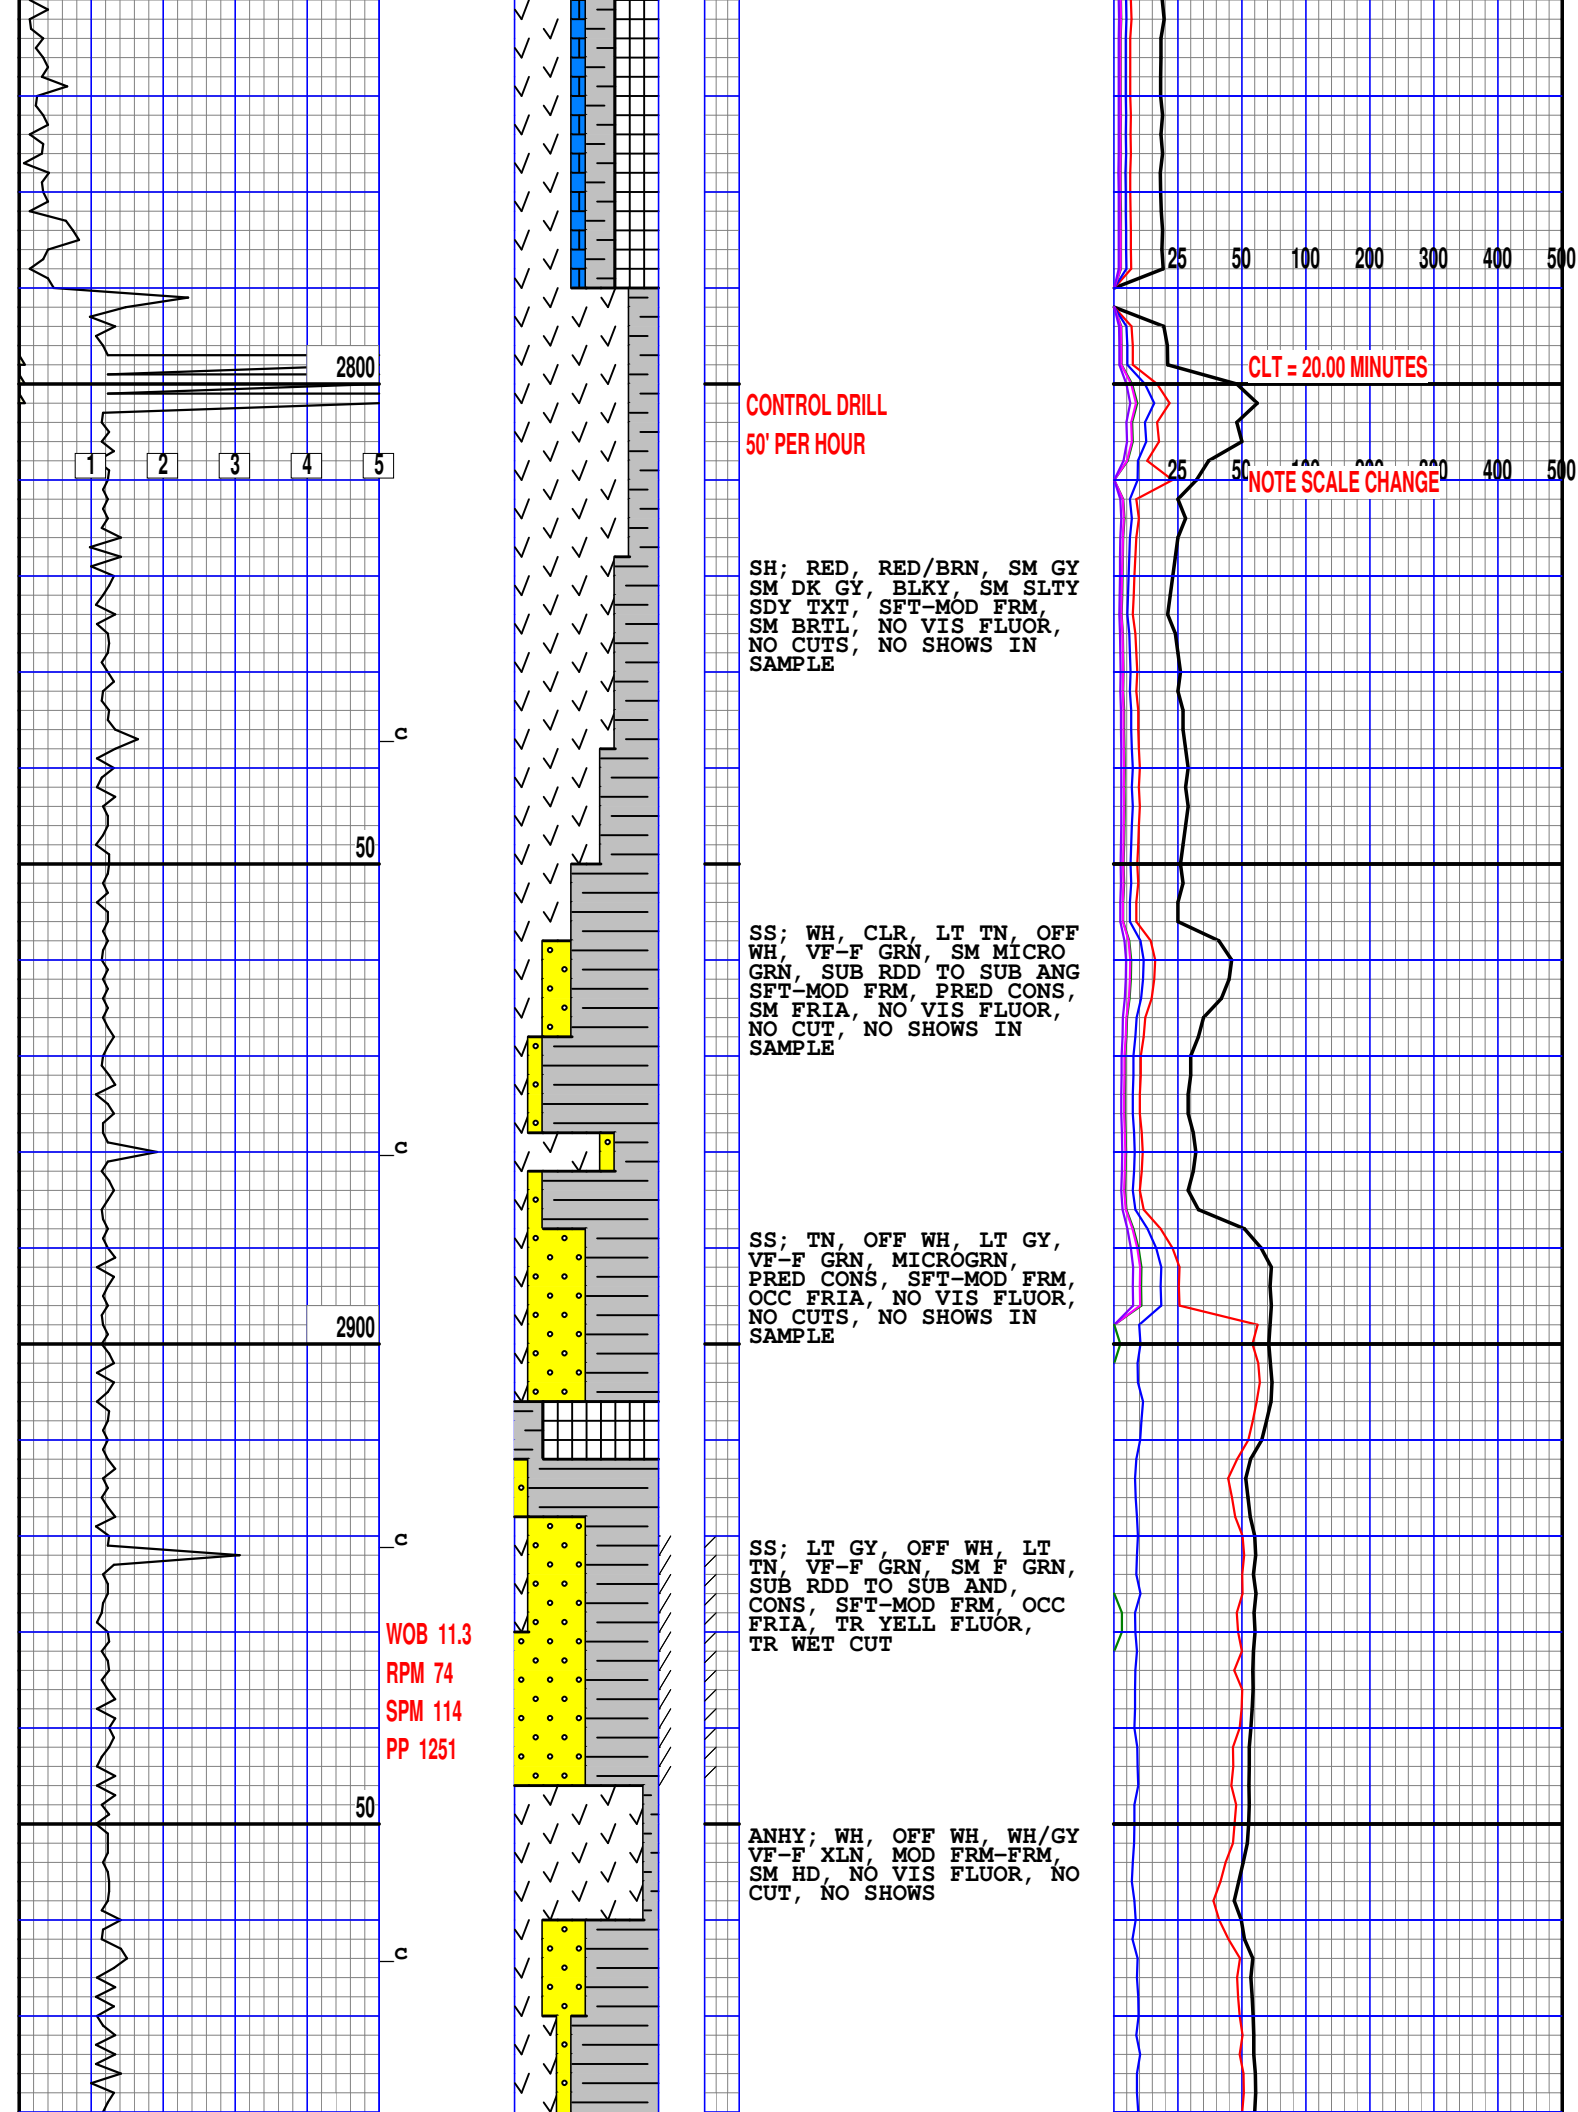 25 50 100 200 300 400 500
2800
CLT = 20.00 MINUTES
CONTROL DRILL
50' PER HOUR
1 2 3 4 5
25 50 100 200 300 400 500
NOTE SCALE CHANGE
SH; RED, RED/BRN, SM GY
SM DK GY, BLKY, SM SLTY
SDY TXT, SFT-MOD FRM,
SM BRTL, NO VIS FLUOR,
NO CUTS, NO SHOWS IN
SAMPLE
C
50
SS; WH, CLR, LT TN, OFF
WH, VF-F GRN, SM MICRO
GRN, SUB RDD TO SUB ANG
SFT-MOD FRM, PRED CONS,
SM FRIA, NO VIS FLUOR,
NO CUT, NO SHOWS IN
SAMPLE
C
SS; TN, OFF WH, LT GY,
VF-F GRN, MICROGRN,
PRED CONS, SFT-MOD FRM,
OCC FRIA, NO VIS FLUOR,
NO CUTS, NO SHOWS IN
SAMPLE
2900
C
SS; LT GY, OFF WH, LT
TN, VF-F GRN, SM F GRN,
SUB RDD TO SUB AND,
CONS, SFT-MOD FRM, OCC
FRIA, TR YELL FLUOR,
TR WET CUT
WOB 11.3
RPM 74
SPM 114
PP 1251
50
ANHY; WH, OFF WH, WH/GY
VF-F XLN, MOD FRM-FRM,
SM HD, NO VIS FLUOR, NO
CUT, NO SHOWS
C